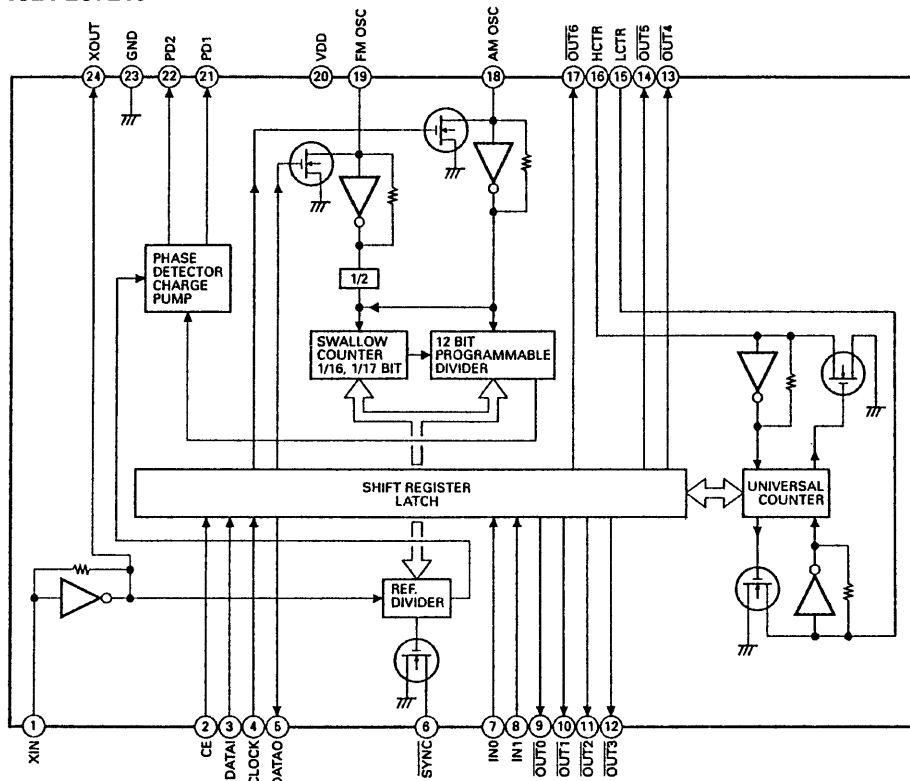 XOUT
GND
PD2
PD1
VDD
FM OSC
AM OSC
OUT6
HCTR
LCTR
OUT5
OUT4
24
23
22
21
20
19
18
17
16
15
14
13
PHASE
DETECTOR
CHARGE
PUMP
1/2
SWALLOW
COUNTER
1/16, 1/17 BIT
12 BIT
PROGRAMMABLE
DIVIDER
SHIFT REGISTER
LATCH
UNIVERSAL
COUNTER
REF.
DIVIDER
1
2
3
4
5
6
7
8
9
10
11
12
XIN
CE
DATAI
CLOCK
DATAO
SYNC
IN0
IN1
OUT0
OUT1
OUT2
OUT3